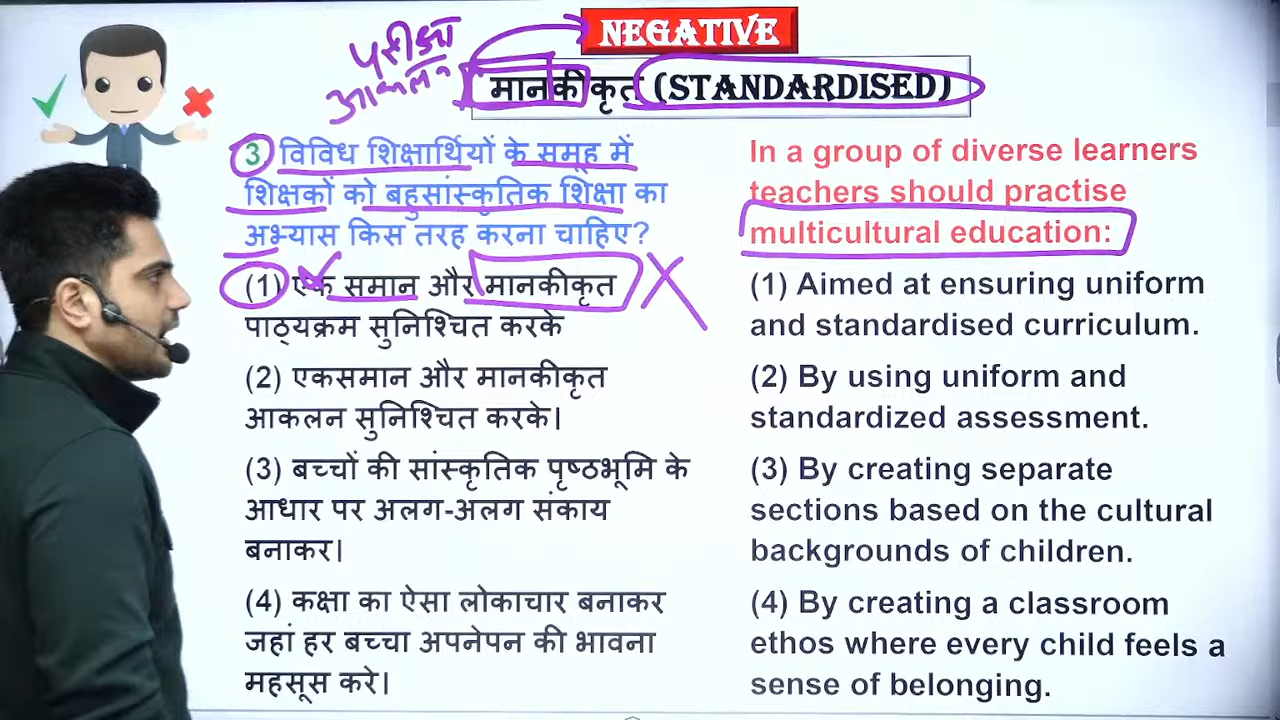 NEGATIVE
परीक्षा
आकलन
मानकीकृत (STANDARDISED)
3 विविध शिक्षार्थियों के समूह में
शिक्षकों को बहुसांस्कृतिक शिक्षा का
अभ्यास किस तरह करना चाहिए?
(1) एक समान और मानकीकृत
पाठ्यक्रम सुनिश्चित करके
(2) एकसमान और मानकीकृत
आकलन सुनिश्चित करके।
(3) बच्चों की सांस्कृतिक पृष्ठभूमि के
आधार पर अलग-अलग संकाय
बनाकर।
(4) कक्षा का ऐसा लोकाचार बनाकर
जहां हर बच्चा अपनेपन की भावना
महसूस करे।
In a group of diverse learners
teachers should practise
multicultural education:
(1) Aimed at ensuring uniform
and standardised curriculum.
(2) By using uniform and
standardized assessment.
(3) By creating separate
sections based on the cultural
backgrounds of children.
(4) By creating a classroom
ethos where every child feels a
sense of belonging.